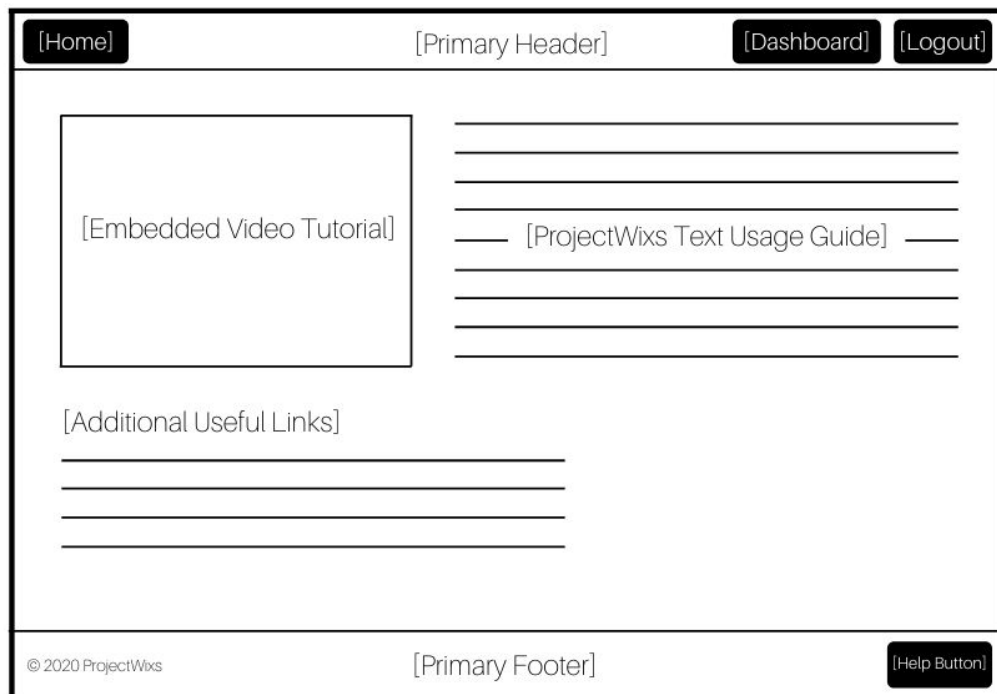 [Home]
[Primary Header]
[Dashboard]
[Logout]
[Embedded Video Tutorial]
[ProjectWixs Text Usage Guide]
[Additional Useful Links]
© 2020 ProjectWixs
[Primary Footer]
[Help Button]